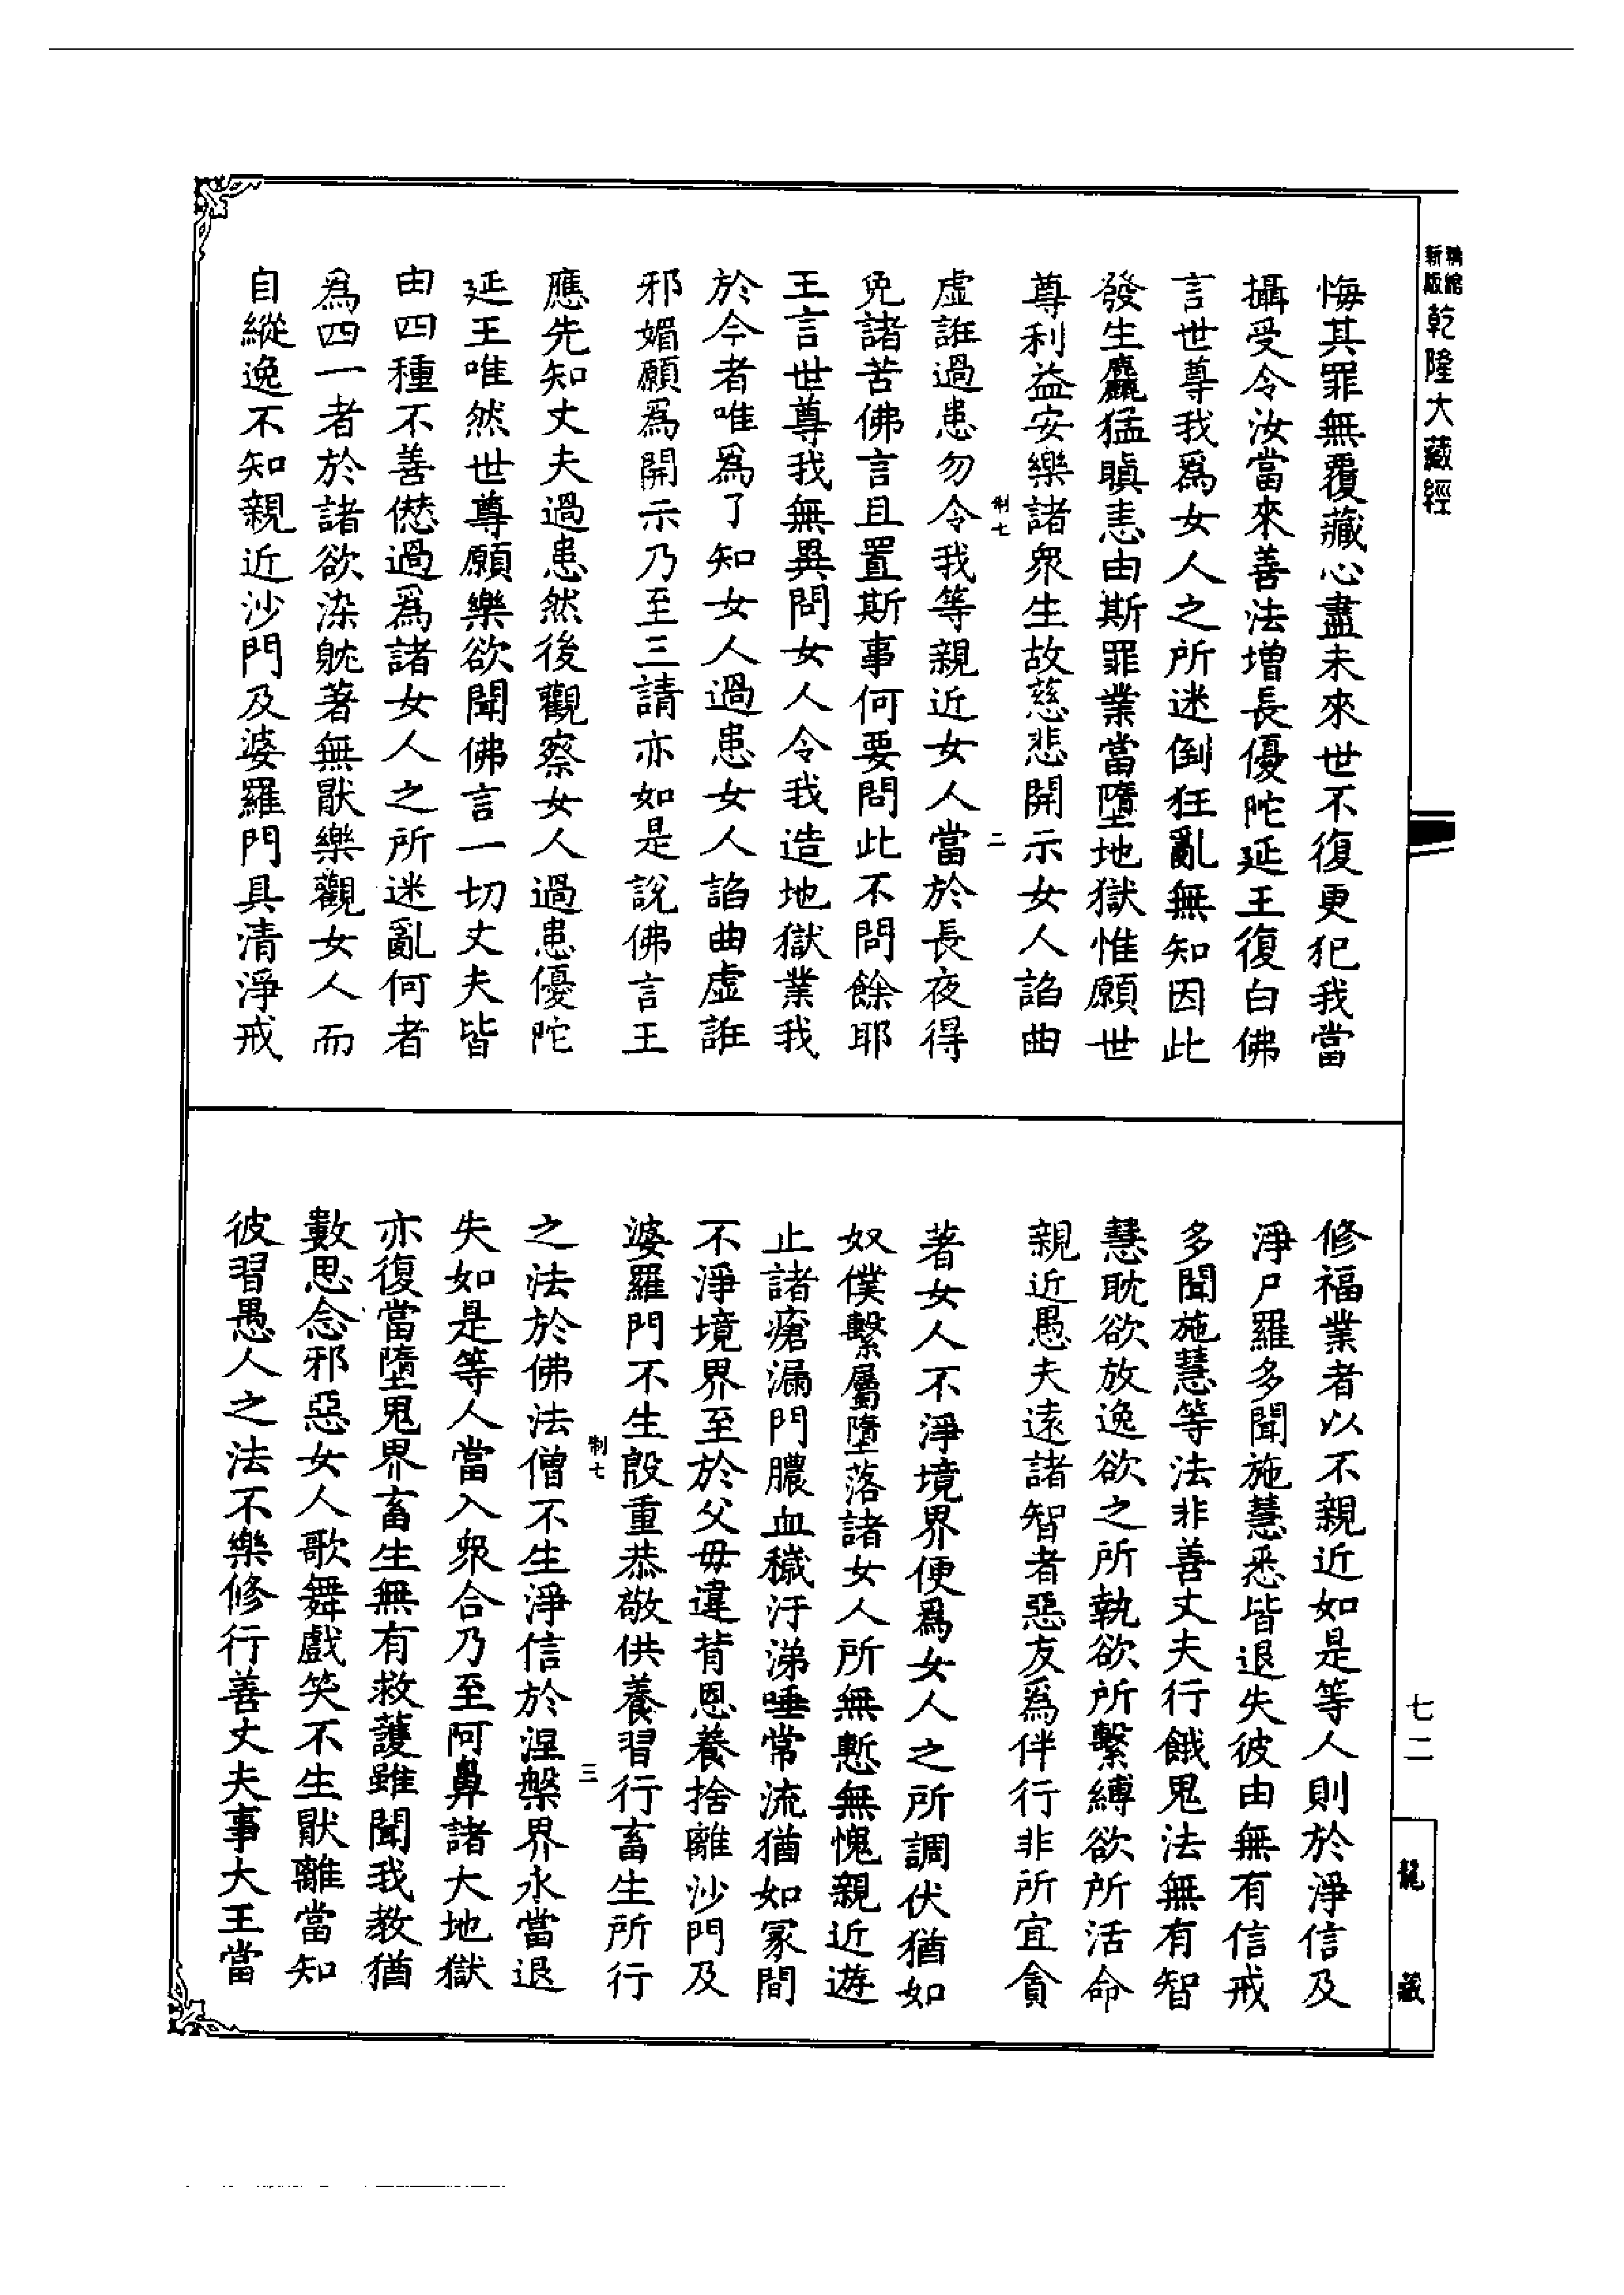 新版
精縮
乾隆大藏經
悔其罪無覆藏心盡未來世不復更犯我當
攝受令汝當來善法增長優陀延王復白佛
言世尊我爲女人之所迷倒狂亂無知因此
發生麤猛瞋恚由斯罪業當墮地獄惟願世
尊利益安樂諸衆生故慈悲開示女人諂曲
制七
二
虛誑過患勿令我等親近女人當於長夜得
免諸苦佛言且置斯事何要問此不問餘耶
王言世尊我無異問女人令我造地獄業我
於今者唯爲了知女人過患女人諂曲虛誑
邪媚願爲開示乃至三請亦如是說佛言王
應先知丈夫過患然後觀察女人過患優陀
延王唯然世尊願樂欲聞佛言一切丈夫皆
由四種不善愆過爲諸女人之所迷亂何者
爲四一者於諸欲染躭著無猒樂觀女人而
自縱逸不知親近沙門及婆羅門具清淨戒
修福業者以不親近如是等人則於淨信及
淨尸羅多聞施慧悉皆退失彼由無有信戒
多聞施慧等法非善丈夫行餓鬼法無有智
慧耽欲放逸欲之所執欲所繫縛欲所活命
親近愚夫遠諸智者惡友爲伴行非所宜貪
著女人不淨境界便爲女人之所調伏猶如
奴僕繫屬墮落諸女人所無慙無愧親近遊
止諸瘡漏門膿血穢汙涕唾常流猶如冢間
不淨境界至於父母違背恩養捨離沙門及
婆羅門不生殷重恭敬供養習行畜生所行
制七
三
之法於佛法僧不生淨信於涅槃界永當退
失如是等人當入衆合乃至阿鼻諸大地獄
亦復當墮鬼界畜生無有救護雖聞我教猶
數思念邪惡女人歌舞戲笑不生猒離當知
彼習愚人之法不樂修行善丈夫事大王當
七二
龍藏